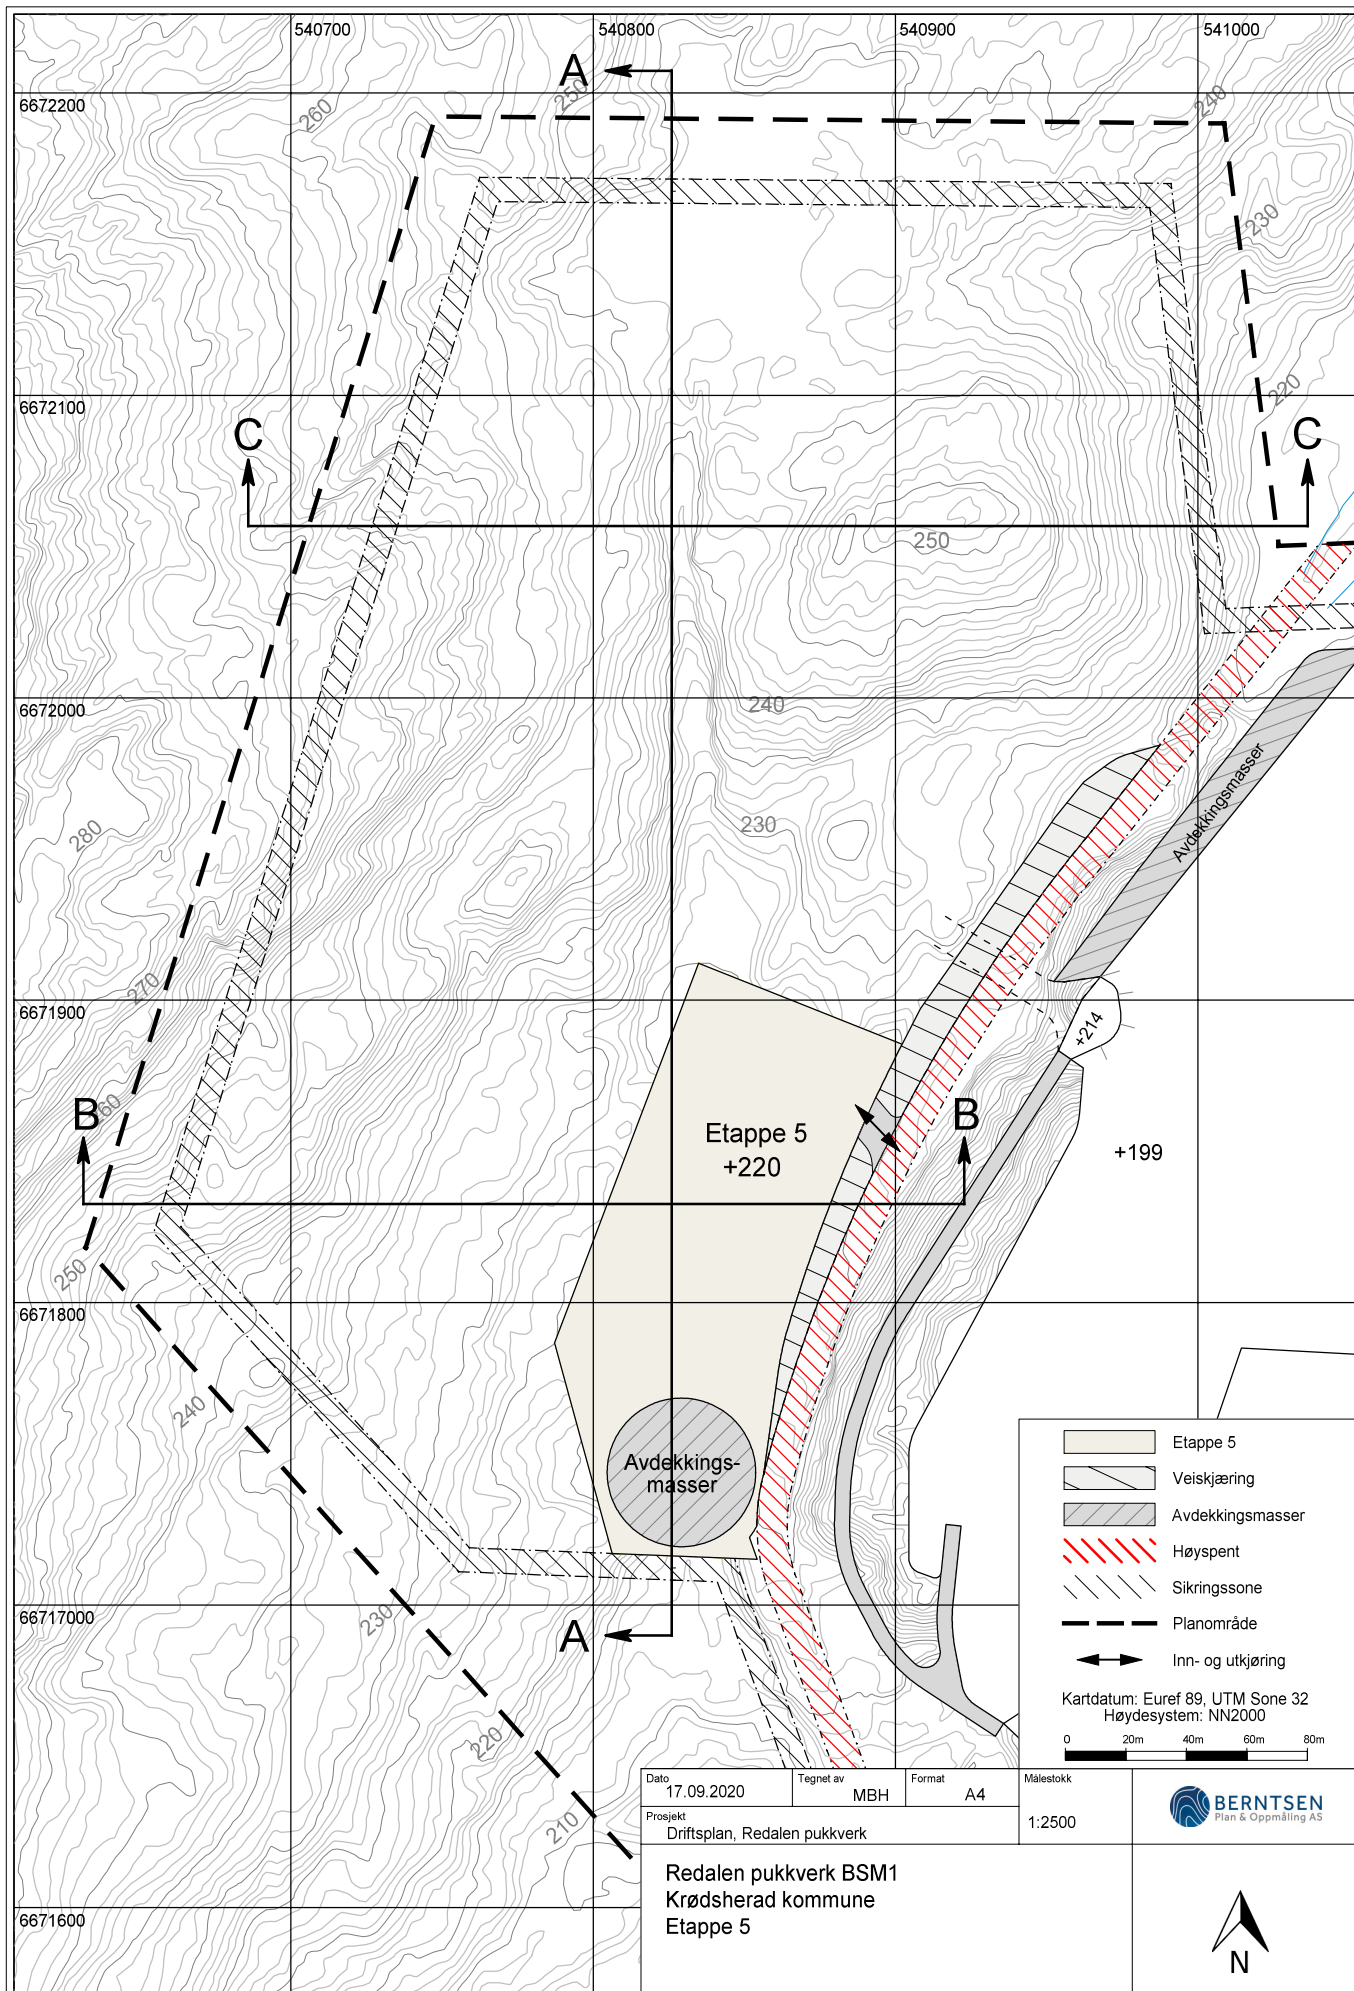 540700
540800
540900
541000
A
250
260
240
6672200
230
220
6672100
C
C
250
6672000
240
230
280
Avdekkingsmasser
270
6671900
+214
260
B
B
Etappe 5
+220
+199
250
6671800
240
Avdekkings-
masser
66717000
230
A
220
210
6671600
Etappe 5
Veiskjæring
Avdekkingsmasser
Høyspent
Sikringssone
Planområde
Inn- og utkjøring
Kartdatum: Euref 89, UTM Sone 32
Høydesystem: NN2000
0 20m 40m 60m 80m
Dato
17.09.2020
Tegnet av
MBH
Format
A4
Målestokk
1:2500
Prosjekt
Driftsplan, Redalen pukkverk
BERNTSEN
Plan & Oppmåling AS
Redalen pukkverk BSM1
Krødsherad kommune
Etappe 5
N